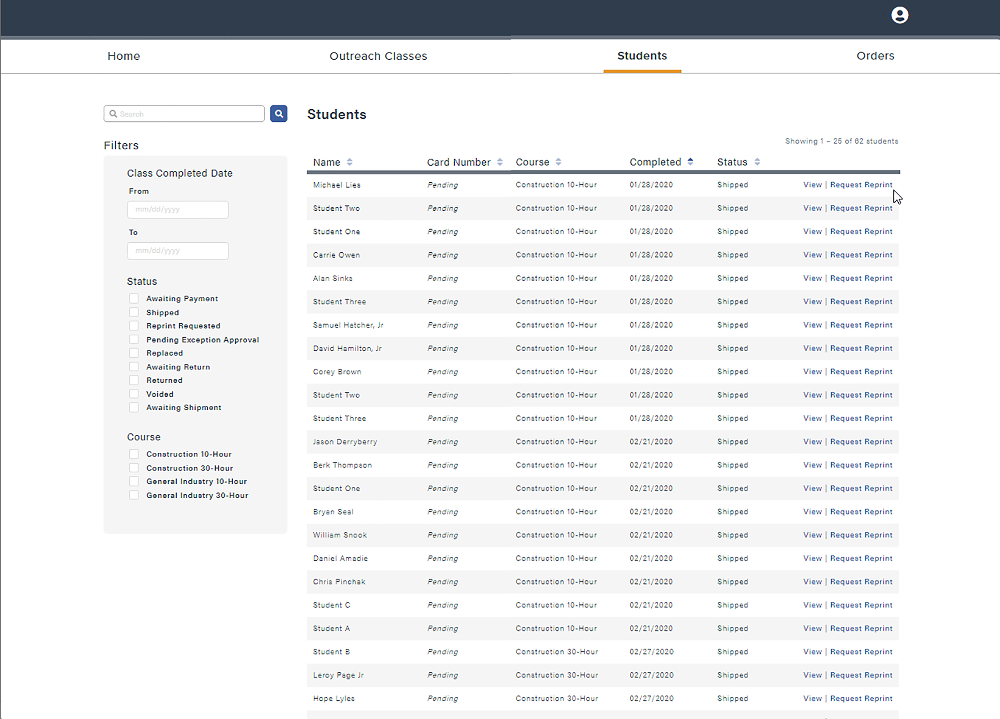 Home Outreach Classes Students Orders
Search
Students
Showing 1 – 25 of 62 students
Filters
Class Completed Date
From
mm/dd/yyyy
To
mm/dd/yyyy
Status
Awaiting Payment
Shipped
Reprint Requested
Pending Exception Approval
Replaced
Awaiting Return
Returned
Voided
Awaiting Shipment
Course
Construction 10-Hour
Construction 30-Hour
General Industry 10-Hour
General Industry 30-Hour
Name Card Number Course Completed Status
Michael Lies Pending Construction 10-Hour 01/28/2020 Shipped View | Request Reprint
Student Two Pending Construction 10-Hour 01/28/2020 Shipped View | Request Reprint
Student One Pending Construction 10-Hour 01/28/2020 Shipped View | Request Reprint
Carrie Owen Pending Construction 10-Hour 01/28/2020 Shipped View | Request Reprint
Alan Sinks Pending Construction 10-Hour 01/28/2020 Shipped View | Request Reprint
Student Three Pending Construction 10-Hour 01/28/2020 Shipped View | Request Reprint
Samuel Hatcher, Jr Pending Construction 10-Hour 01/28/2020 Shipped View | Request Reprint
David Hamilton, Jr Pending Construction 10-Hour 01/28/2020 Shipped View | Request Reprint
Corey Brown Pending Construction 10-Hour 01/28/2020 Shipped View | Request Reprint
Student Two Pending Construction 10-Hour 01/28/2020 Shipped View | Request Reprint
Student Three Pending Construction 10-Hour 01/28/2020 Shipped View | Request Reprint
Jason Derryberry Pending Construction 10-Hour 02/21/2020 Shipped View | Request Reprint
Berk Thompson Pending Construction 10-Hour 02/21/2020 Shipped View | Request Reprint
Student One Pending Construction 10-Hour 02/21/2020 Shipped View | Request Reprint
Bryan Seal Pending Construction 10-Hour 02/21/2020 Shipped View | Request Reprint
William Snook Pending Construction 10-Hour 02/21/2020 Shipped View | Request Reprint
Daniel Amadie Pending Construction 10-Hour 02/21/2020 Shipped View | Request Reprint
Chris Pinchak Pending Construction 10-Hour 02/21/2020 Shipped View | Request Reprint
Student C Pending Construction 10-Hour 02/21/2020 Shipped View | Request Reprint
Student A Pending Construction 10-Hour 02/21/2020 Shipped View | Request Reprint
Student B Pending Construction 30-Hour 02/27/2020 Shipped View | Request Reprint
Leroy Page Jr Pending Construction 30-Hour 02/27/2020 Shipped View | Request Reprint
Hope Lyles Pending Construction 30-Hour 02/27/2020 Shipped View | Request Reprint